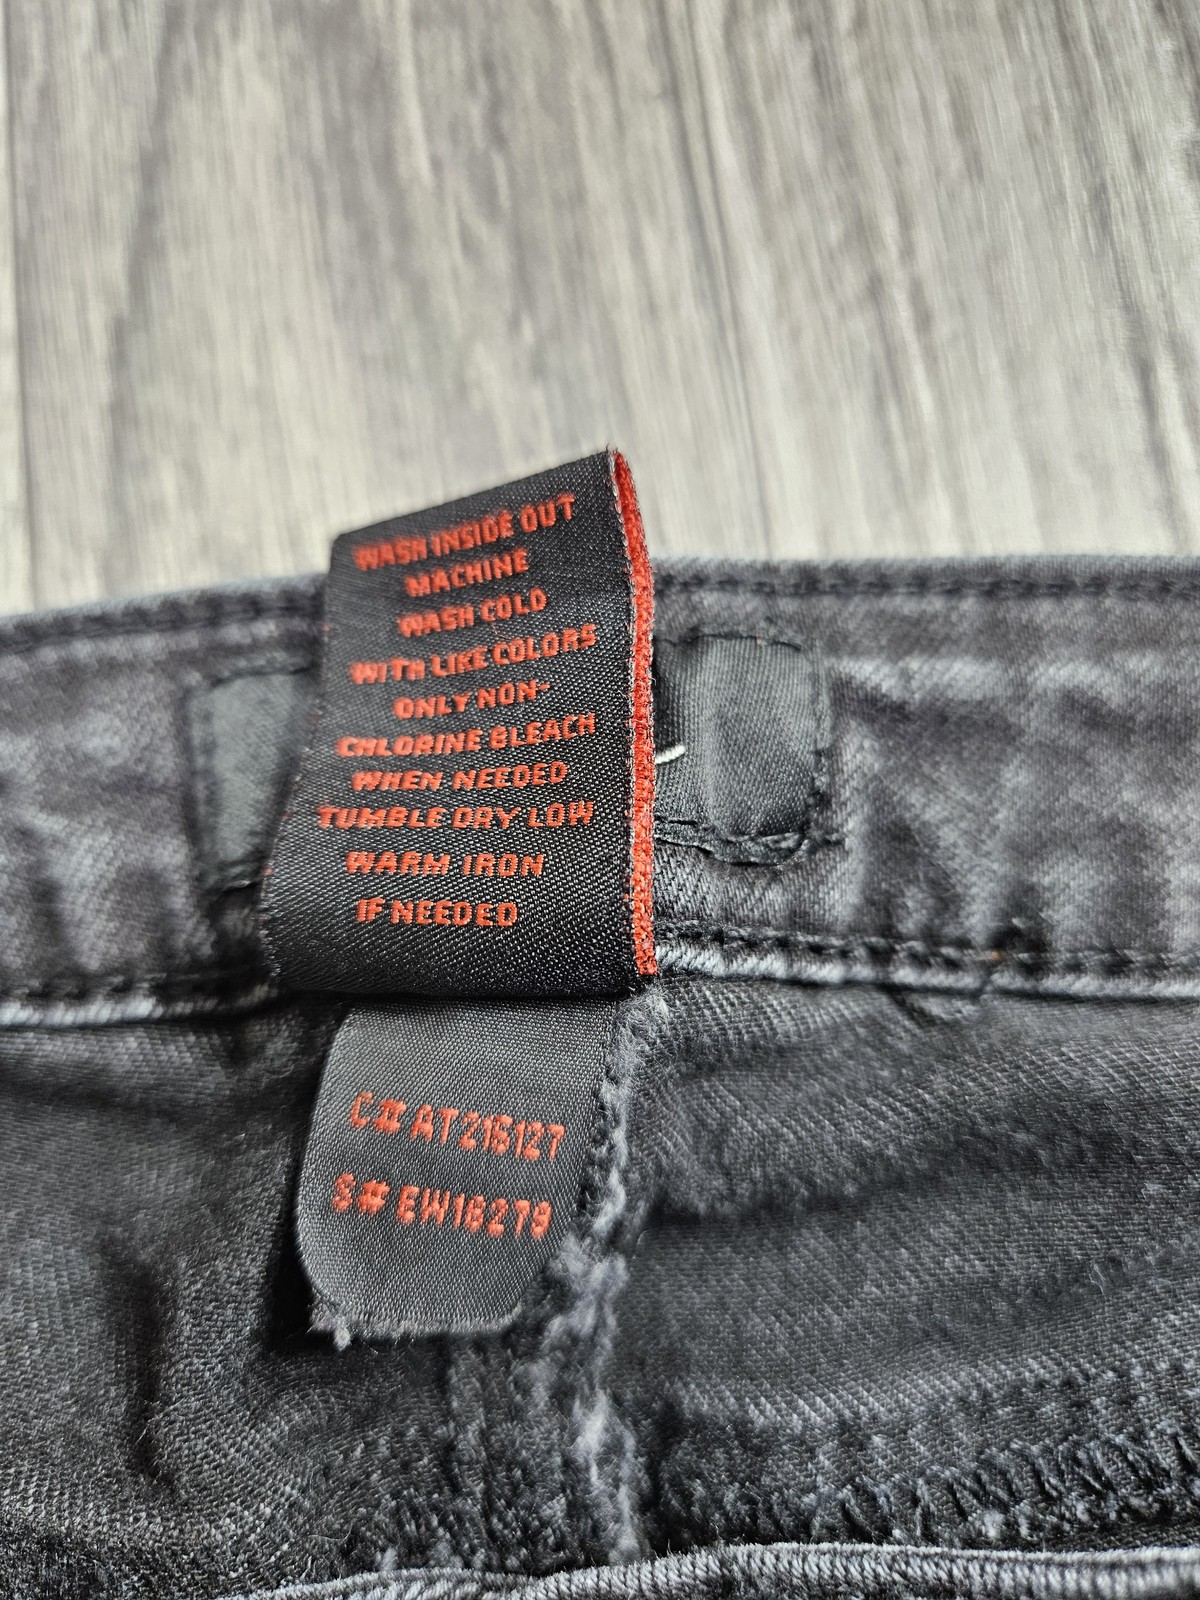 WASH INSIDE OUT
MACHINE
WASH COLD
WITH LIKE COLORS
ONLY NON-
CHLORINE BLEACH
WHEN NEEDED
TUMBLE DRY LOW
WARM IRON
IF NEEDED
C# AT215127
S# EW16279